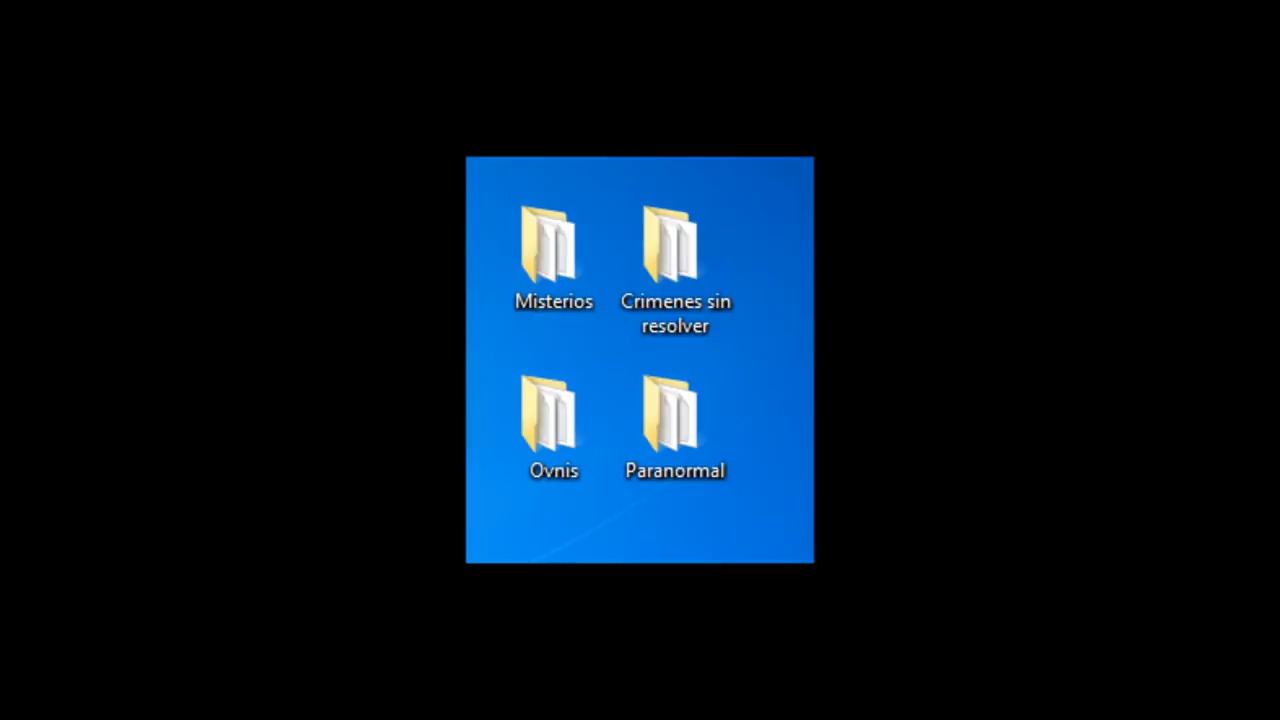 Misterios
Crimenes sin
resolver
Ovnis
Paranormal